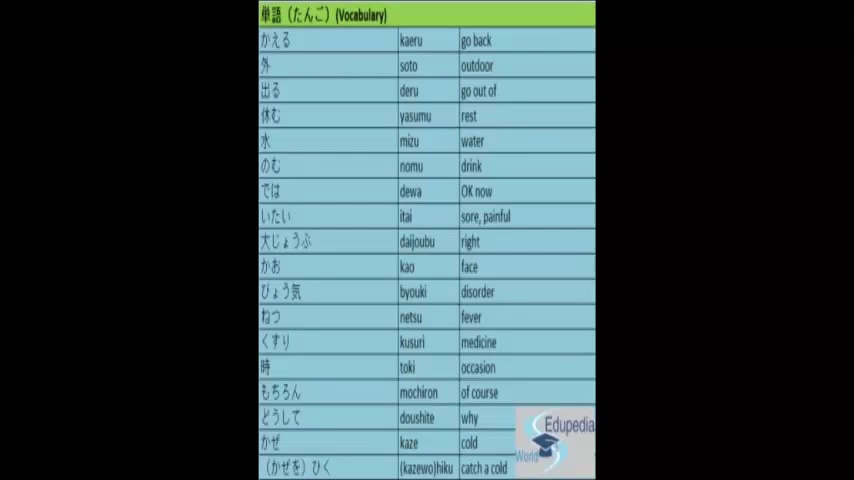 単語（たんご）(Vocabulary)
かえる kaeru go back
外 soto outdoor
出る deru go out of
休む yasumu rest
水 mizu water
のむ nomu drink
では dewa OK now
いたい itai sore, painful
大じょうぶ daijoubu right
かお kao face
びょう気 byouki disorder
ねつ netsu fever
くすり kusuri medicine
時 toki occasion
もちろん mochiron of course
どうして doushite why
かぜ kaze cold
（かぜを）ひく (kazewo)hiku catch a cold
Edupedia
World